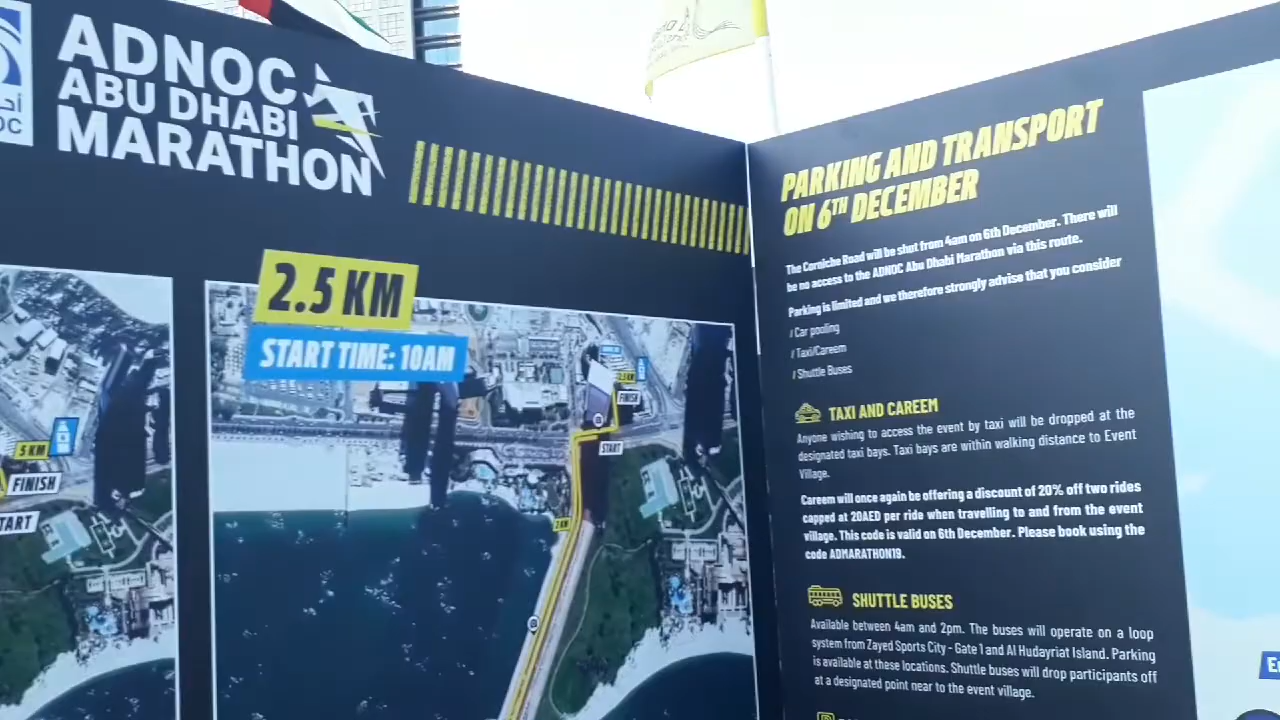 ADNOC
ABU DHABI
MARATHON
2.5 KM
START TIME: 10AM
5 KM
FINISH
FINISH
START
2 KM
PARKING AND TRANSPORT
ON 6TH DECEMBER
The Corniche Road will be shut from 4am on 6th December. There will
be no access to the ADNOC Abu Dhabi Marathon via this route.
Parking is limited and we therefore strongly advise that you consider
/ Car pooling
/ Taxi/Careem
/ Shuttle Buses
TAXI AND CAREEM
Anyone wishing to access the event by taxi will be dropped at the
designated taxi bays. Taxi bays are within walking distance to Event
Village.
Careem will once again be offering a discount of 20% off two rides
capped at 20AED per ride when travelling to and from the event
village. This code is valid on 6th December. Please book using the
code ADMARATHON19.
SHUTTLE BUSES
Available between 4am and 2pm. The buses will operate on a loop
system from Zayed Sports City - Gate 1 and Al Hudayriat Island. Parking
is available at these locations. Shuttle buses will drop participants off
at a designated point near to the event village.